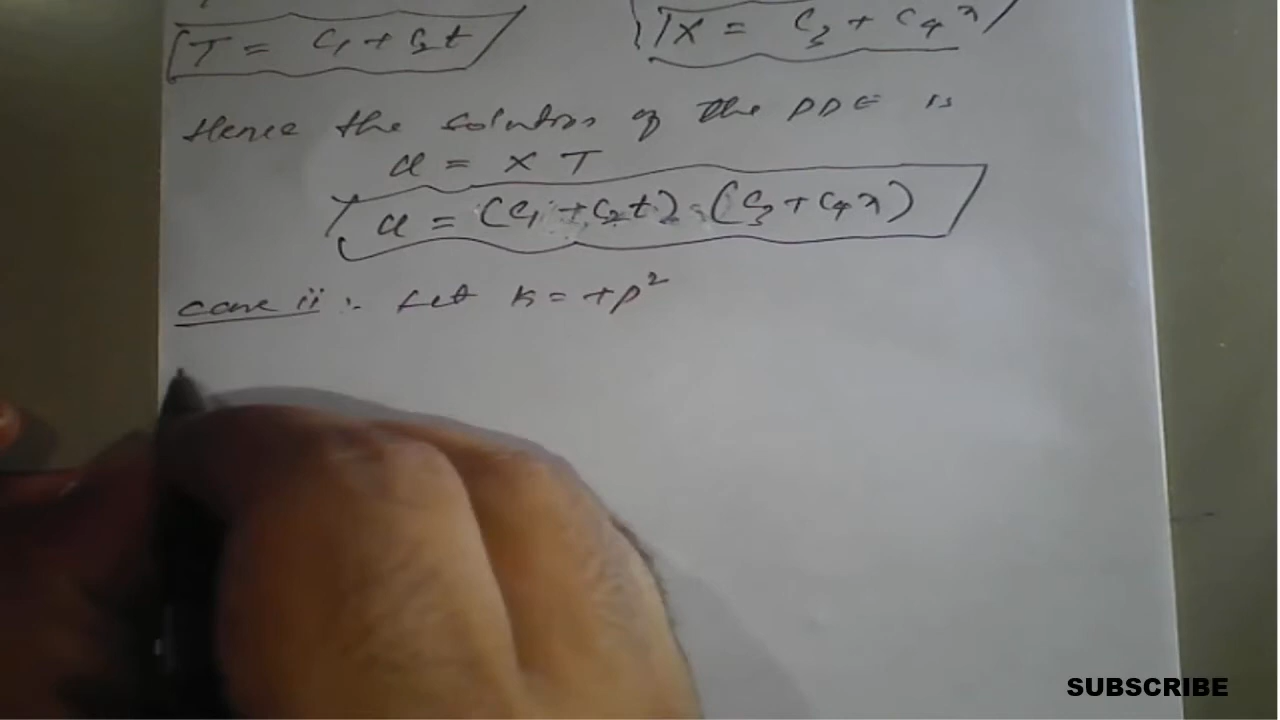 T = C₁ + C₂t X = C₃ + C₄x
Hence the solution of the PDE is
u = X T
u = (C₁ + C₂t) · (C₃ + C₄x)
case ii :- Let k = +p²
SUBSCRIBE